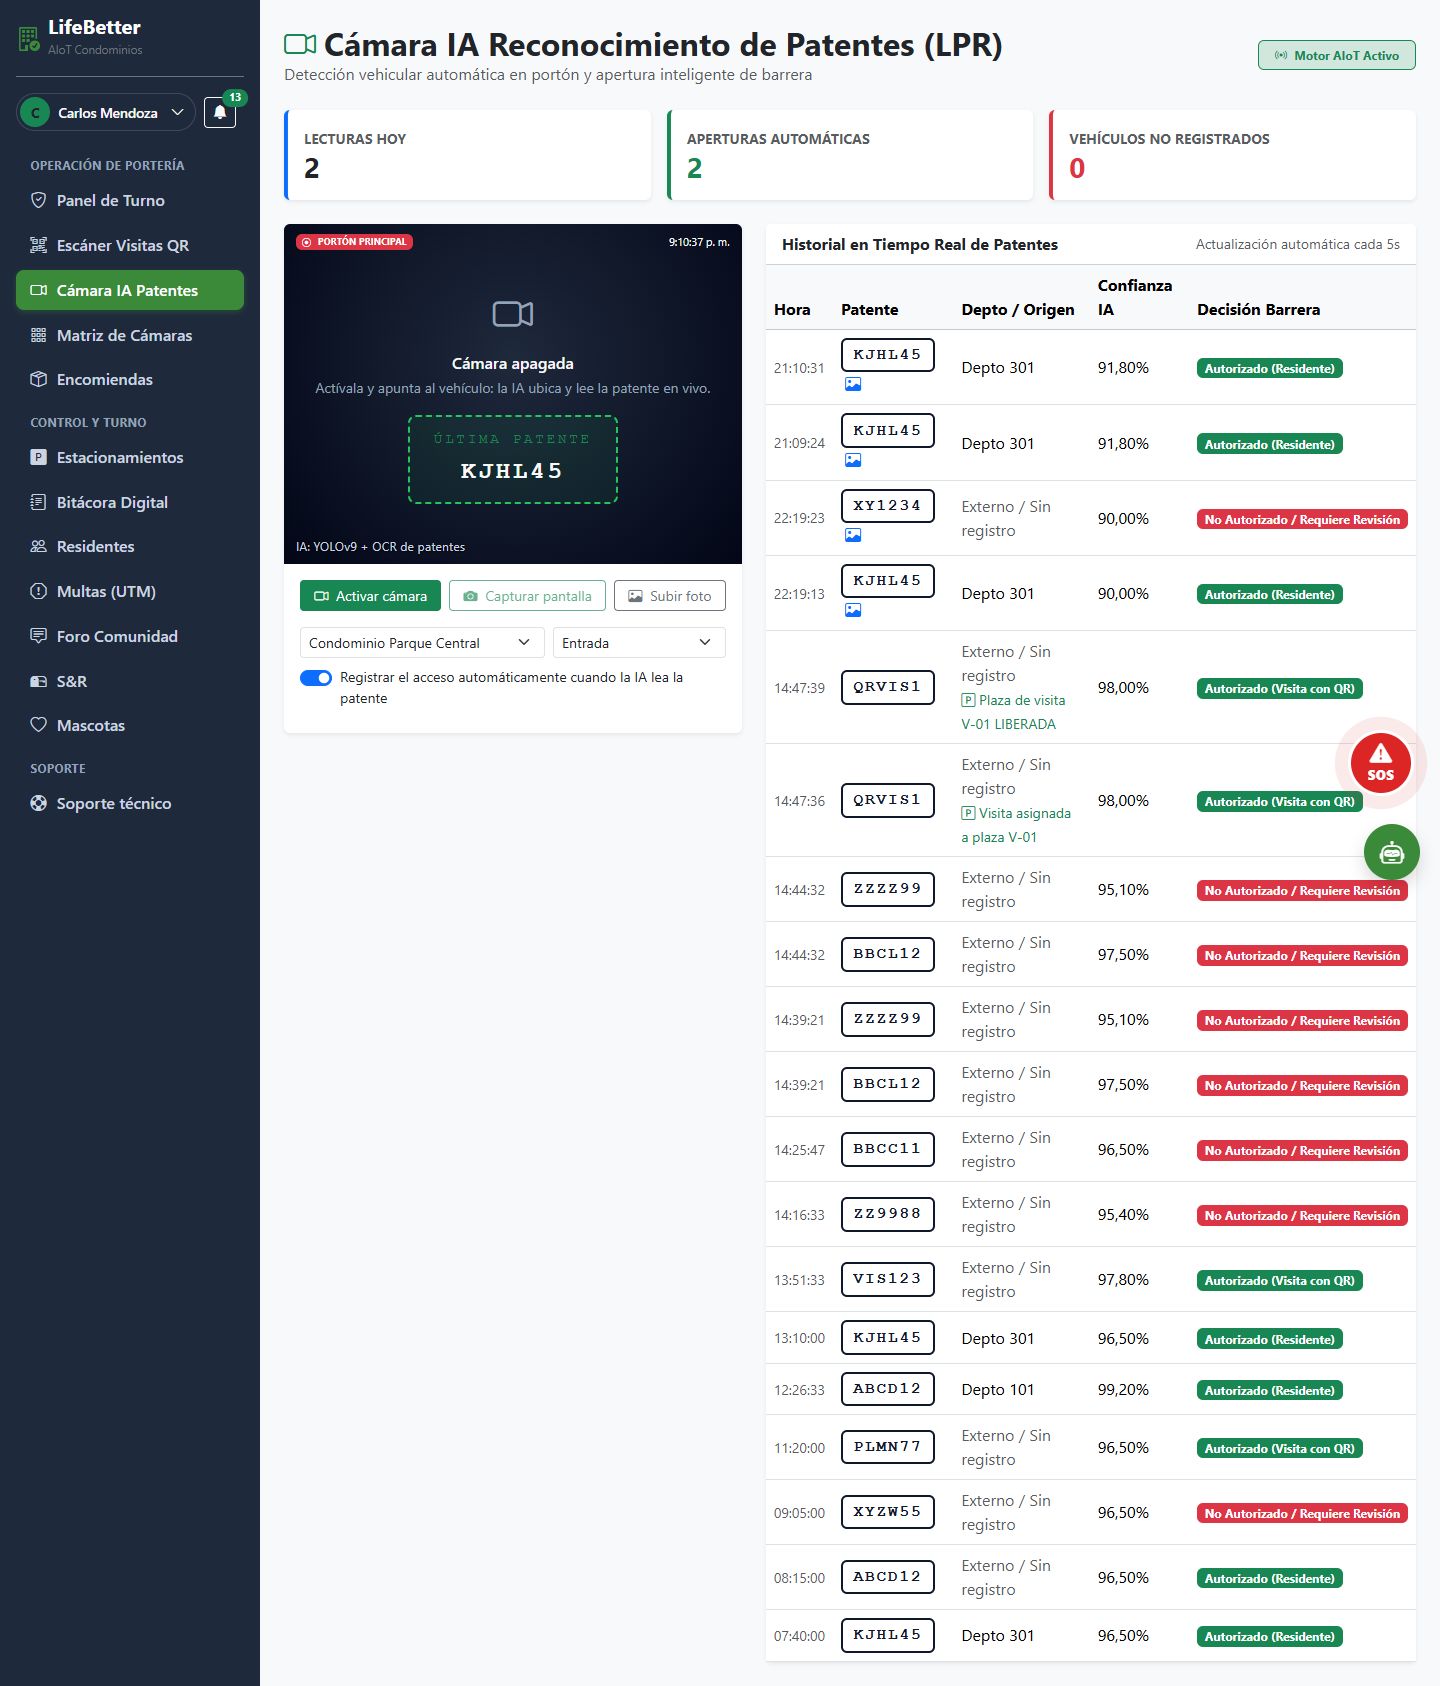 LifeBetter
AIoT Condominios
C
Carlos Mendoza
13
OPERACIÓN DE PORTERÍA
Panel de Turno
Escáner Visitas QR
Cámara IA Patentes
Matriz de Cámaras
Encomiendas
CONTROL Y TURNO
P Estacionamientos
Bitácora Digital
Residentes
Multas (UTM)
Foro Comunidad
S&R
Mascotas
SOPORTE
Soporte técnico
Cámara IA Reconocimiento de Patentes (LPR)
Detección vehicular automática en portón y apertura inteligente de barrera
Motor AIoT Activo
LECTURAS HOY
2
APERTURAS AUTOMÁTICAS
2
VEHÍCULOS NO REGISTRADOS
0
PORTÓN PRINCIPAL
9:10:37 p. m.
Cámara apagada
Actívala y apunta al vehículo: la IA ubica y lee la patente en vivo.
ÚLTIMA PATENTE
KJHL45
IA: YOLOv9 + OCR de patentes
Activar cámara
Capturar pantalla
Subir foto
Condominio Parque Central
Entrada
Registrar el acceso automáticamente cuando la IA lea la
patente
Historial en Tiempo Real de Patentes
Actualización automática cada 5s
Hora Patente Depto / Origen Confianza IA Decisión Barrera
21:10:31 KJHL45 Depto 301 91,80% Autorizado (Residente)
21:09:24 KJHL45 Depto 301 91,80% Autorizado (Residente)
22:19:23 XY1234 Externo / Sin registro 90,00% No Autorizado / Requiere Revisión
22:19:13 KJHL45 Depto 301 90,00% Autorizado (Residente)
14:47:39 QRVIS1 Externo / Sin registro P Plaza de visita V-01 LIBERADA 98,00% Autorizado (Visita con QR)
14:47:36 QRVIS1 Externo / Sin registro P Visita asignada a plaza V-01 98,00% Autorizado (Visita con QR)
14:44:32 ZZZZ99 Externo / Sin registro 95,10% No Autorizado / Requiere Revisión
14:44:32 BBCL12 Externo / Sin registro 97,50% No Autorizado / Requiere Revisión
14:39:21 ZZZZ99 Externo / Sin registro 95,10% No Autorizado / Requiere Revisión
14:39:21 BBCL12 Externo / Sin registro 97,50% No Autorizado / Requiere Revisión
14:25:47 BBCC11 Externo / Sin registro 96,50% No Autorizado / Requiere Revisión
14:16:33 ZZ9988 Externo / Sin registro 95,40% No Autorizado / Requiere Revisión
13:51:33 VIS123 Externo / Sin registro 97,80% Autorizado (Visita con QR)
13:10:00 KJHL45 Depto 301 96,50% Autorizado (Residente)
12:26:33 ABCD12 Depto 101 99,20% Autorizado (Residente)
11:20:00 PLMN77 Externo / Sin registro 96,50% Autorizado (Visita con QR)
09:05:00 XYZW55 Externo / Sin registro 96,50% No Autorizado / Requiere Revisión
08:15:00 ABCD12 Externo / Sin registro 96,50% Autorizado (Residente)
07:40:00 KJHL45 Depto 301 96,50% Autorizado (Residente)
SOS